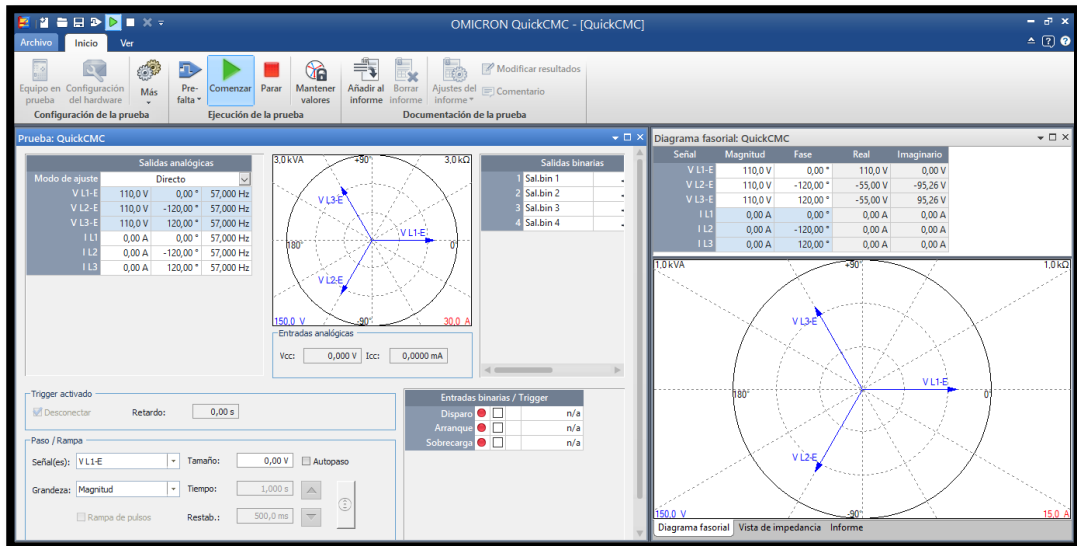 OMICRON QuickCMC - [QuickCMC]
Archivo Inicio Ver
Equipo en prueba
Configuración del hardware
Más
Pre-falta
Comenzar
Parar
Mantener valores
Añadir al informe
Borrar informe
Ajustes del informe
Modificar resultados
Comentario
Configuración de la prueba
Ejecución de la prueba
Documentación de la prueba
Prueba: QuickCMC
Salidas analógicas
Modo de ajuste Directo
V L1-E 110,0 V 0,00 ° 57,000 Hz
V L2-E 110,0 V -120,00 ° 57,000 Hz
V L3-E 110,0 V 120,00 ° 57,000 Hz
I L1 0,00 A 0,00 ° 57,000 Hz
I L2 0,00 A -120,00 ° 57,000 Hz
I L3 0,00 A 120,00 ° 57,000 Hz
3,0 kVA +90° 3,0 kΩ
V L3-E
V L1-E
180° 0°
V L2-E
150,0 V -90° 30,0 A
Entradas analógicas
Vcc: 0,000 V Icc: 0,0000 mA
Salidas binarias
1 Sal.bin 1
2 Sal.bin 2
3 Sal.bin 3
4 Sal.bin 4
Trigger activado
Desconectar Retardo: 0,00 s
Paso / Rampa
Señal(es): V L1-E Tamaño: 0,00 V Autopaso
Grandeza: Magnitud Tiempo: 1,000 s
Rampa de pulsos Restab.: 500,0 ms
Entradas binarias / Trigger
Disparo n/a
Arranque n/a
Sobrecarga n/a
Diagrama fasorial: QuickCMC
Señal Magnitud Fase Real Imaginario
V L1-E 110,0 V 0,00 ° 110,0 V 0,00 V
V L2-E 110,0 V -120,00 ° -55,00 V -95,26 V
V L3-E 110,0 V 120,00 ° -55,00 V 95,26 V
I L1 0,00 A 0,00 ° 0,00 A 0,00 A
I L2 0,00 A -120,00 ° 0,00 A 0,00 A
I L3 0,00 A 120,00 ° 0,00 A 0,00 A
1,0 kVA +90° 1,0 kΩ
V L3-E
V L1-E
180° 0°
V L2-E
150,0 V -90° 15,0 A
Diagrama fasorial Vista de impedancia Informe